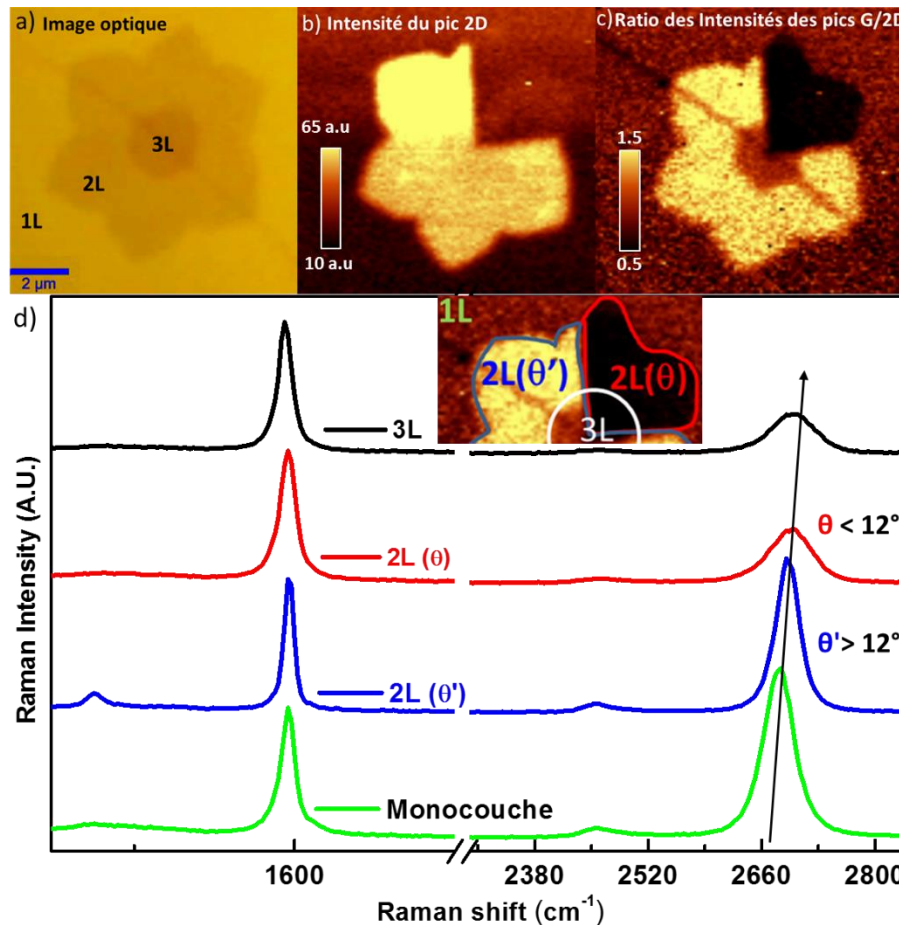 a) Image optique
3L
2L
1L
2 µm
b) Intensité du pic 2D
65 a.u
10 a.u
c) Ratio des Intensités des pics G/2D
1.5
0.5
d)
1L
2L(θ′) 2L(θ)
3L
3L
2L (θ)
2L (θ')
Monocouche
θ < 12°
θ'> 12°
Raman Intensity (A.U.)
1600 2380 2520 2660 2800
Raman shift (cm⁻¹)